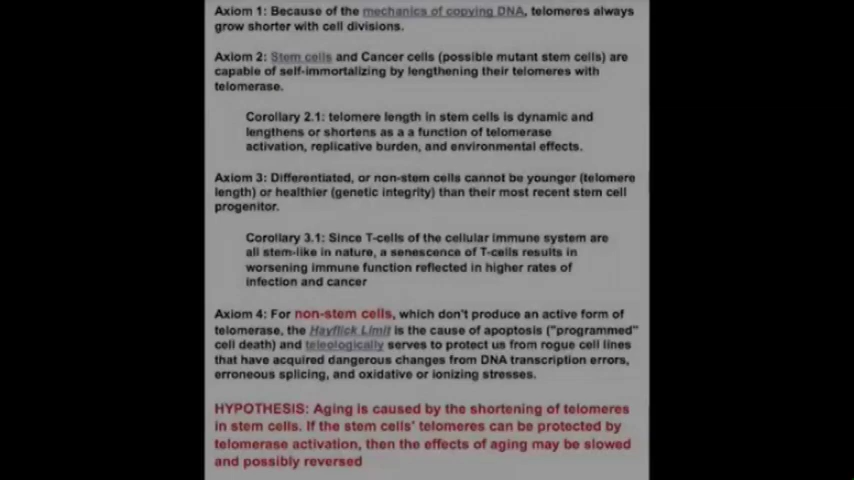 Axiom 1: Because of the mechanics of copying DNA, telomeres always
grow shorter with cell divisions.
Axiom 2: Stem cells and Cancer cells (possible mutant stem cells) are
capable of self-immortalizing by lengthening their telomeres with
telomerase.
Corollary 2.1: telomere length in stem cells is dynamic and
lengthens or shortens as a a function of telomerase
activation, replicative burden, and environmental effects.
Axiom 3: Differentiated, or non-stem cells cannot be younger (telomere
length) or healthier (genetic integrity) than their most recent stem cell
progenitor.
Corollary 3.1: Since T-cells of the cellular immune system are
all stem-like in nature, a senescence of T-cells results in
worsening immune function reflected in higher rates of
infection and cancer
Axiom 4: For non-stem cells, which don't produce an active form of
telomerase, the Hayflick Limit is the cause of apoptosis ("programmed"
cell death) and teleologically serves to protect us from rogue cell lines
that have acquired dangerous changes from DNA transcription errors,
erroneous splicing, and oxidative or ionizing stresses.
HYPOTHESIS: Aging is caused by the shortening of telomeres
in stem cells. If the stem cells' telomeres can be protected by
telomerase activation, then the effects of aging may be slowed
and possibly reversed